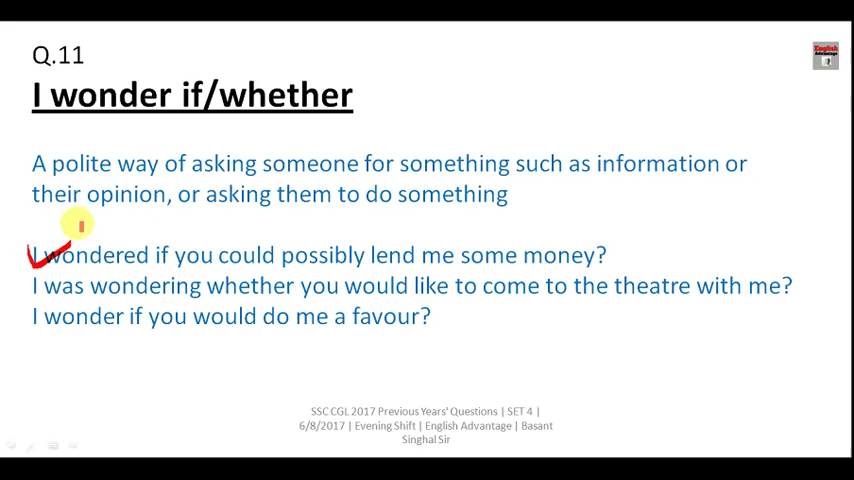 Q.11
English
Advantage
I wonder if/whether
A polite way of asking someone for something such as information or
their opinion, or asking them to do something
I wondered if you could possibly lend me some money?
I was wondering whether you would like to come to the theatre with me?
I wonder if you would do me a favour?
SSC CGL 2017 Previous Years' Questions | SET 4 |
6/8/2017 | Evening Shift | English Advantage | Basant
Singhal Sir